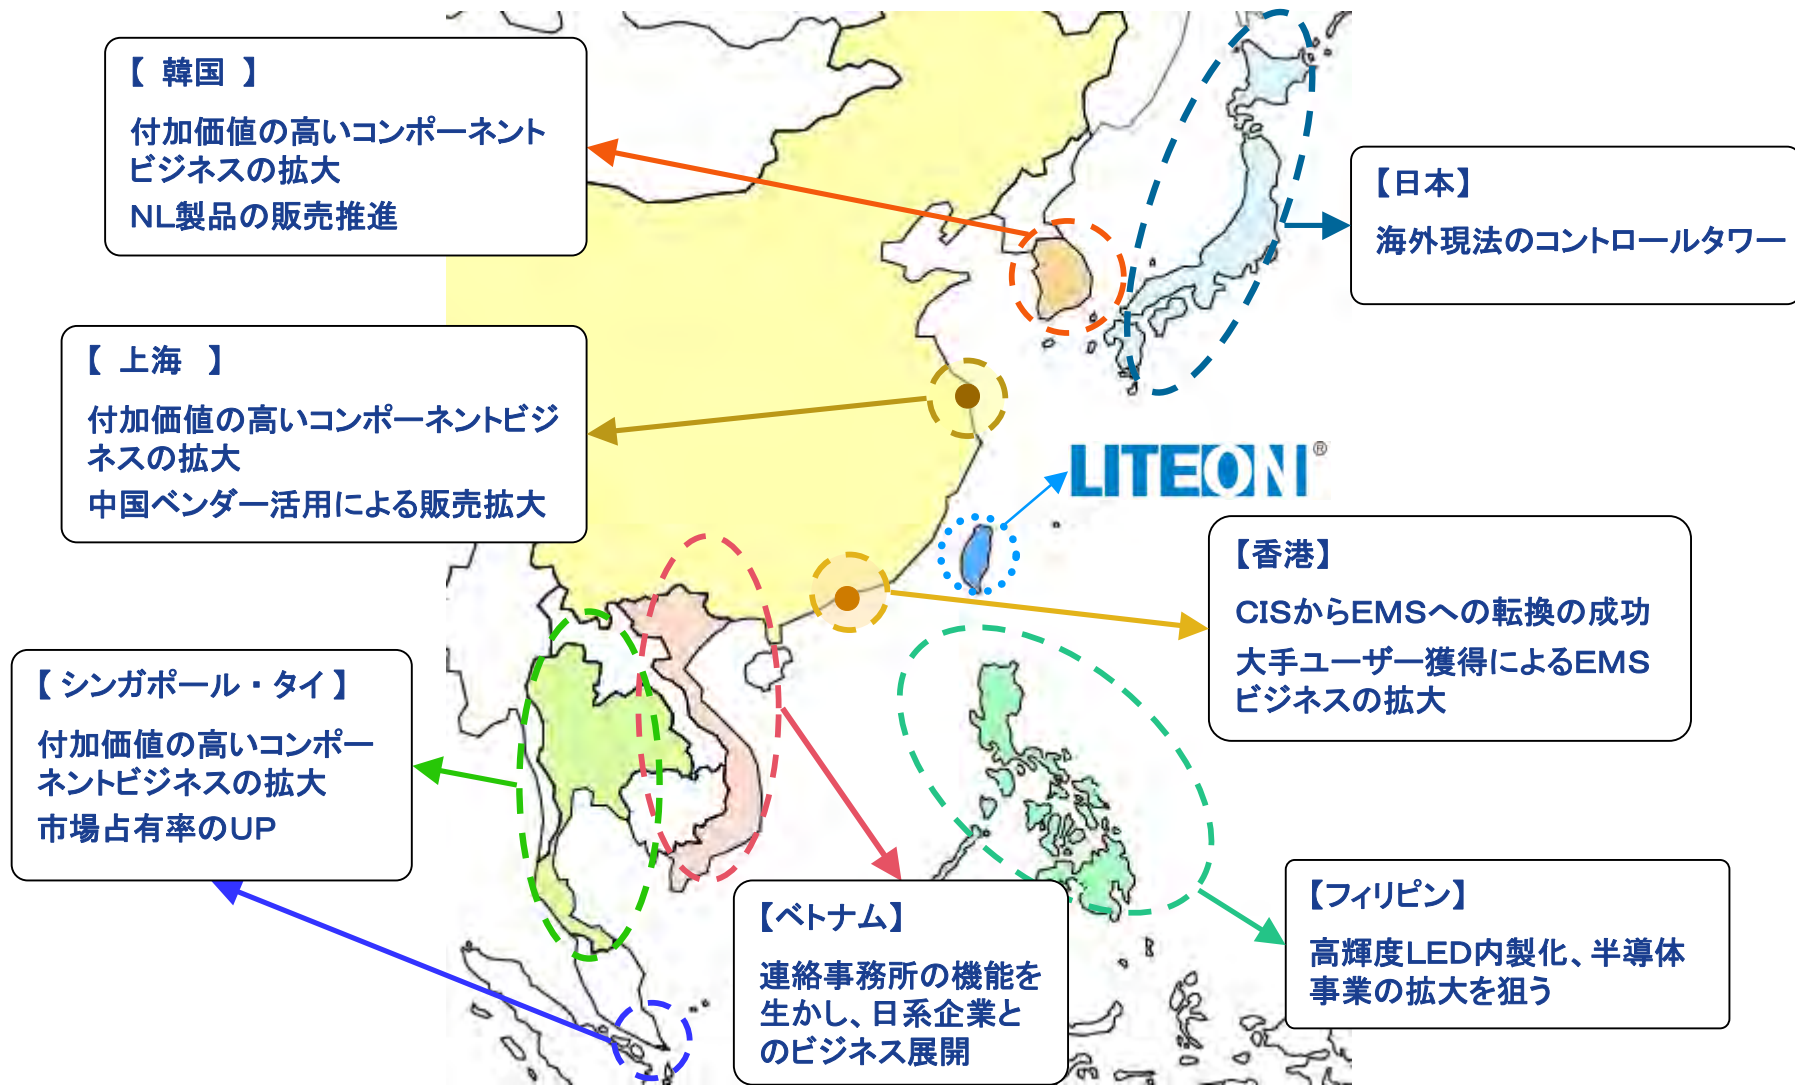 【 韓国 】
付加価値の高いコンポーネント
ビジネスの拡大
NL製品の販売推進
【日本】
海外現法のコントロールタワー
【 上海 】
付加価値の高いコンポーネントビジ
ネスの拡大
中国ベンダー活用による販売拡大
LITEON®
【香港】
CISからEMSへの転換の成功
大手ユーザー獲得によるEMS
ビジネスの拡大
【 シンガポール・タイ 】
付加価値の高いコンポー
ネントビジネスの拡大
市場占有率のUP
【ベトナム】
連絡事務所の機能を
生かし、日系企業と
のビジネス展開
【フィリピン】
高輝度LED内製化、半導体
事業の拡大を狙う